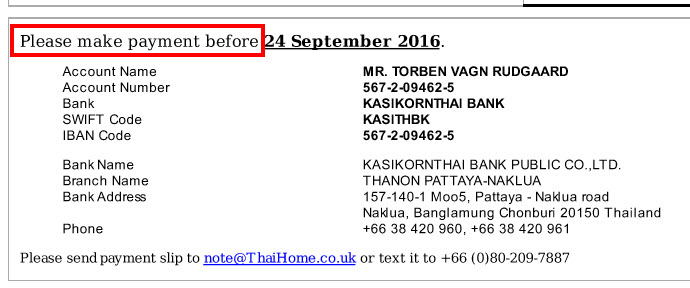 Please make payment before 24 September 2016.
Account Name MR. TORBEN VAGN RUDGAARD
Account Number 567-2-09462-5
Bank KASIKORNTHAI BANK
SWIFT Code KASITHBK
IBAN Code 567-2-09462-5
Bank Name KASIKORNTHAI BANK PUBLIC CO.,LTD.
Branch Name THANON PATTAYA-NAKLUA
Bank Address 157-140-1 Moo5, Pattaya - Naklua road
Naklua, Banglamung Chonburi 20150 Thailand
Phone +66 38 420 960, +66 38 420 961
Please send payment slip to note@ThaiHome.co.uk or text it to +66 (0)80-209-7887